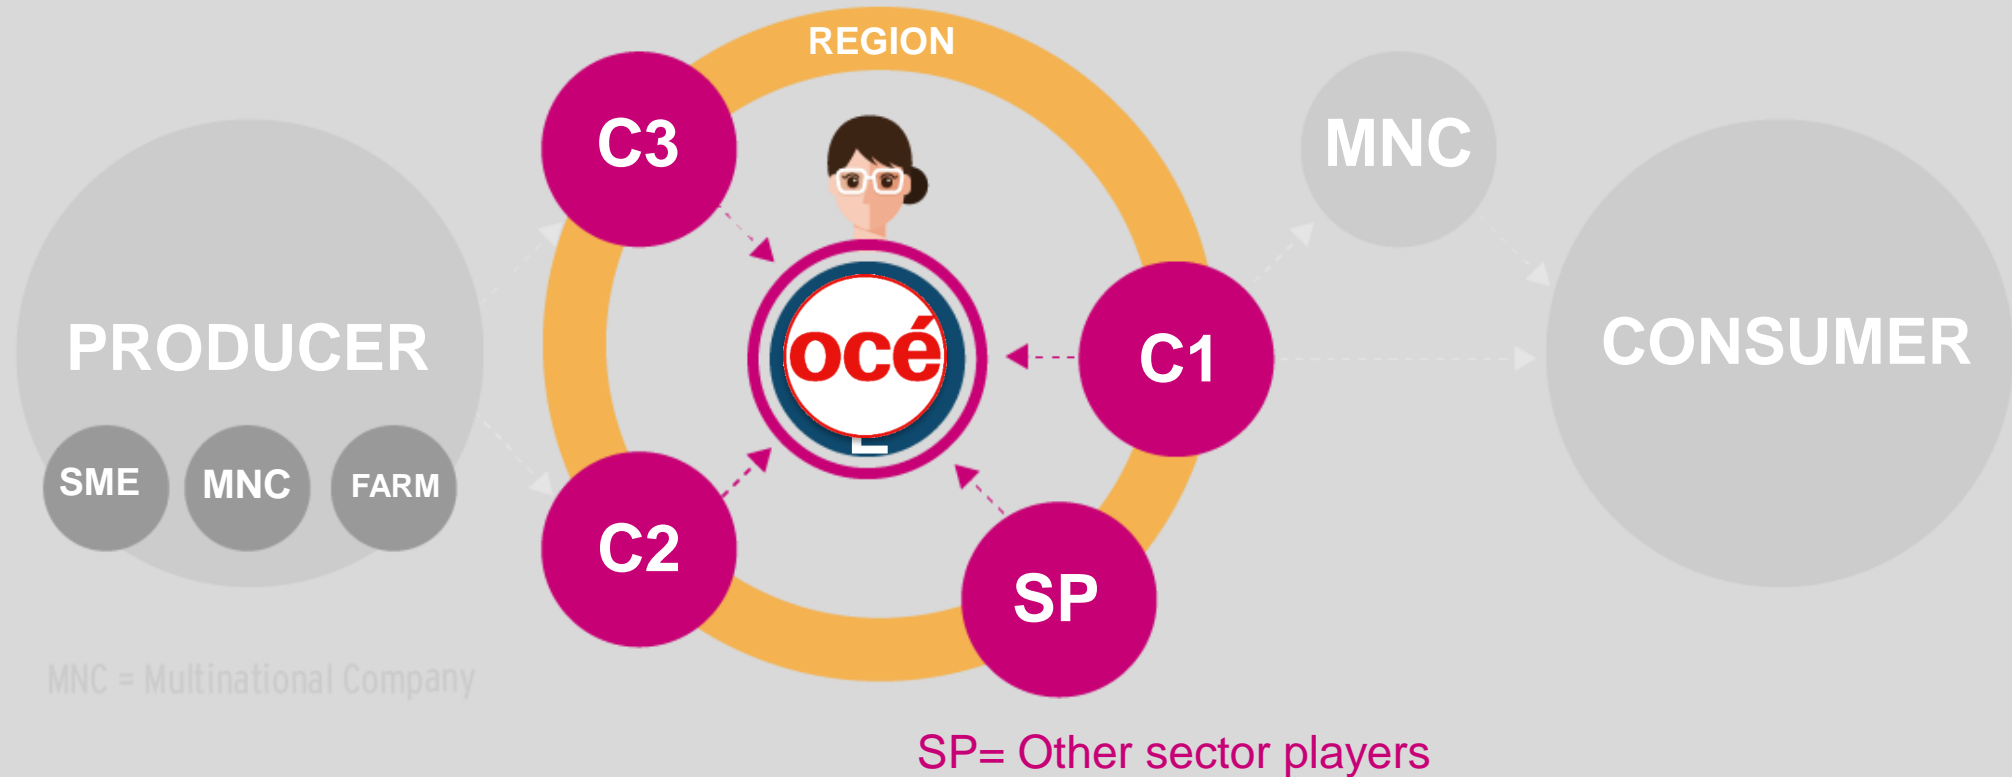 REGION
C3
MNC
PRODUCER
océ
C1
CONSUMER
SME
MNC
FARM
C2
SP
MNC = Multinational Company
SP= Other sector players